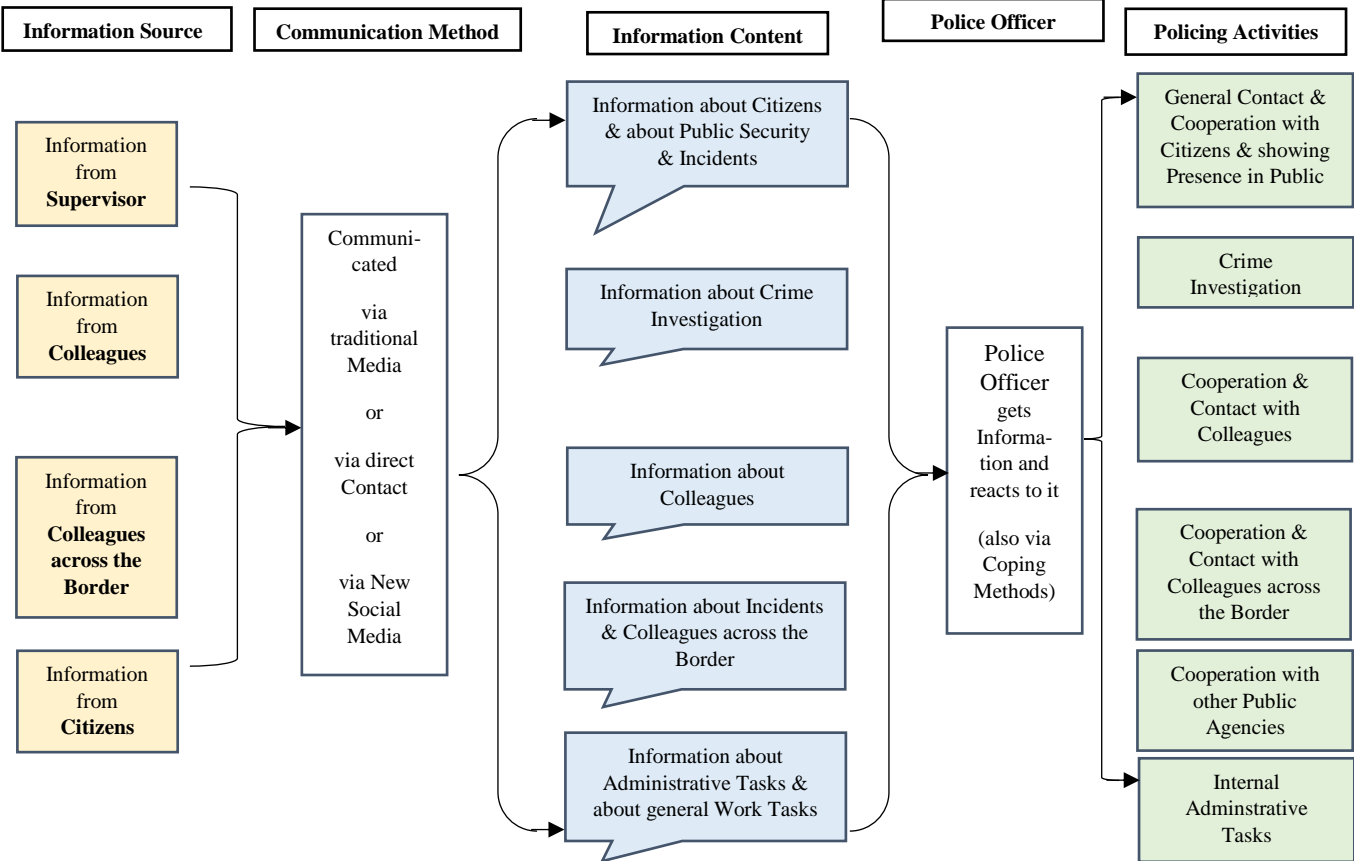 Information Source
Communication Method
Information Content
Police Officer
Policing Activities
Information
from
Supervisor
Information
from
Colleagues
Information
from
Colleagues
across the
Border
Information
from
Citizens
Communi-
cated
via
traditional
Media
or
via direct
Contact
or
via New
Social
Media
Information about Citizens
& about Public Security
& Incidents
Information about Crime
Investigation
Information about
Colleagues
Information about Incidents
& Colleagues across the
Border
Information about
Administrative Tasks &
about general Work Tasks
Police
Officer
gets
Informa-
tion and
reacts to it
(also via
Coping
Methods)
General Contact &
Cooperation with
Citizens & showing
Presence in Public
Crime
Investigation
Cooperation &
Contact with
Colleagues
Cooperation &
Contact with
Colleagues across
the Border
Cooperation with
other Public
Agencies
Internal
Adminstrative
Tasks